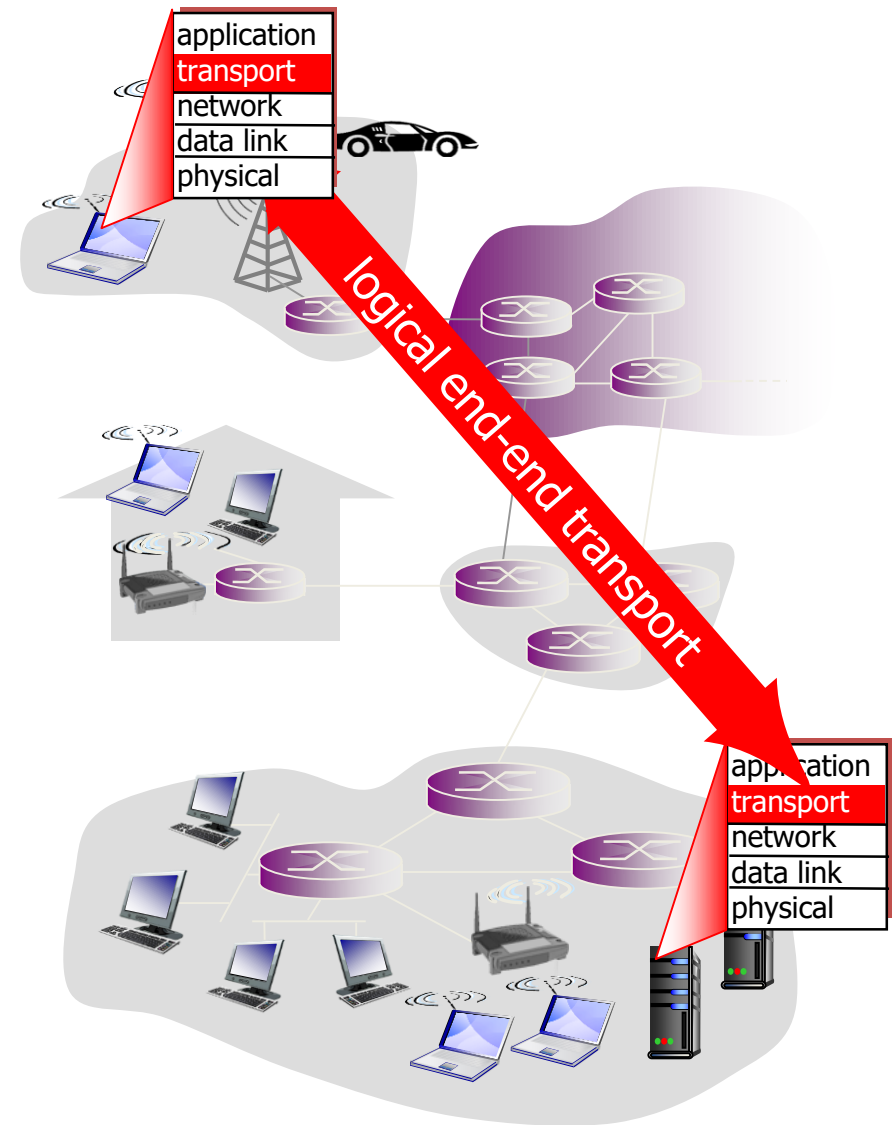 application
transport
network
data link
physical
logical end-end transport
application
transport
network
data link
physical